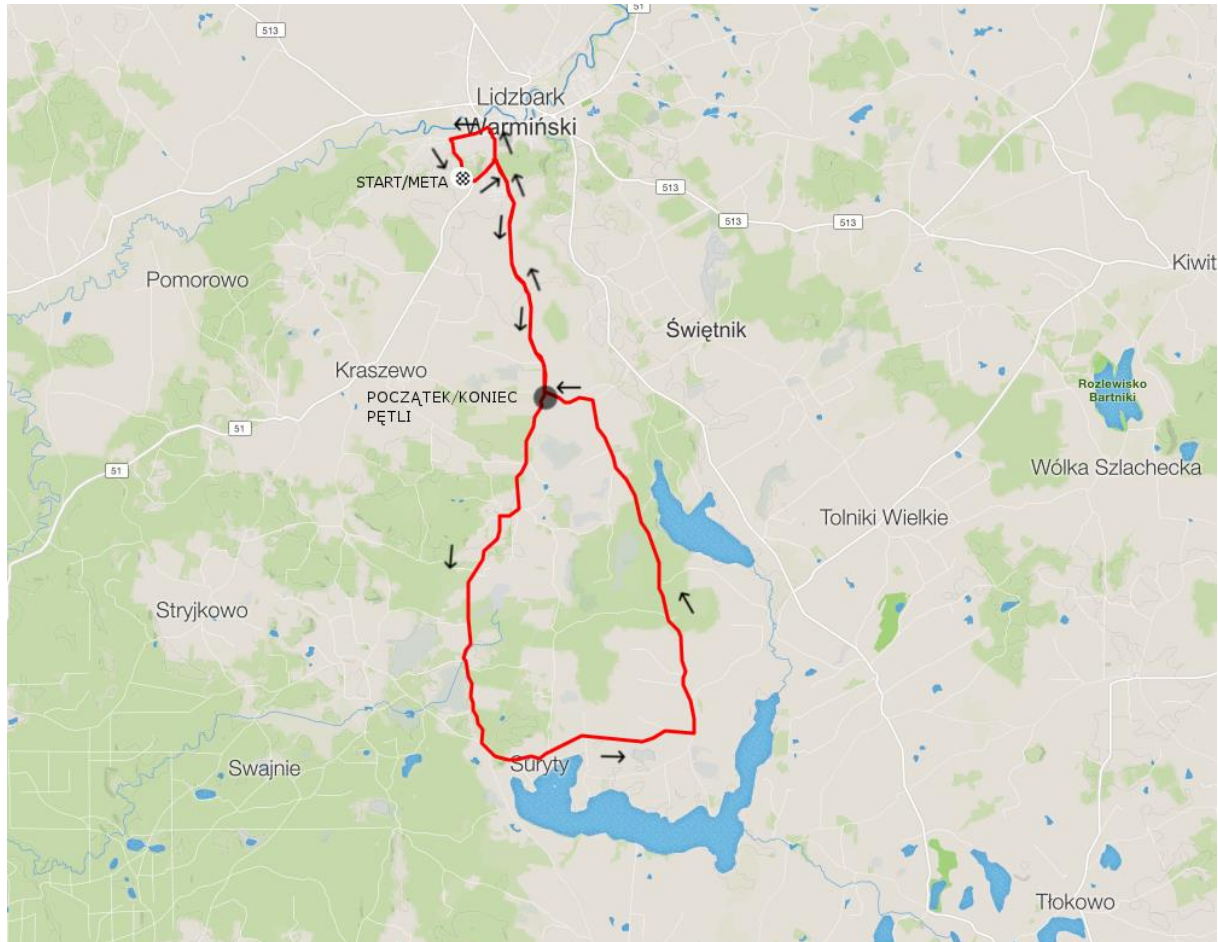 51
513
Lidzbark
Warmiński
START/META
513
513
513
Pomorowo
Kiwit
Świętnik
Kraszewo
POCZĄTEK/KONIEC
PĘTLI
Rozlewisko
Bartniki
51
51
Wólka Szlachecka
Tolniki Wielkie
Stryjkowo
Suryty
Swajnie
Tłokowo